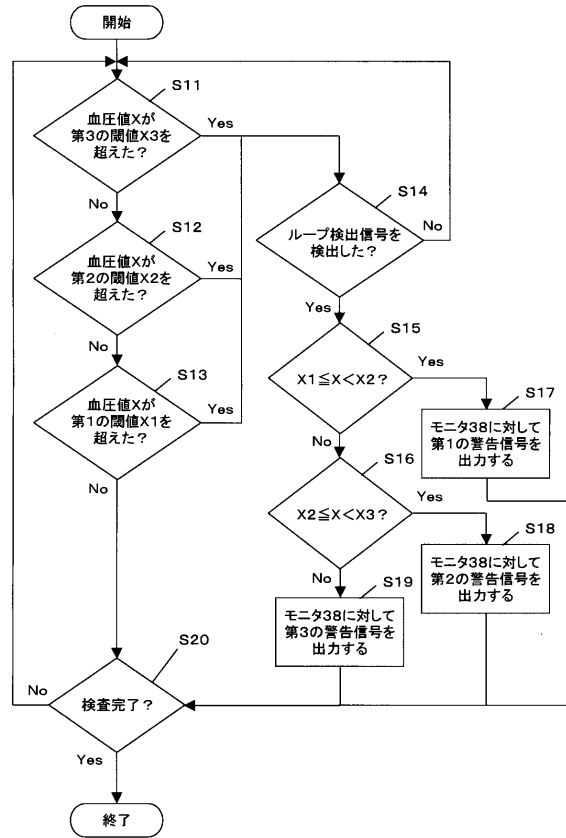 開始
S11
血圧値Xが
第3の閾値X3を
超えた?
Yes
No
S12
血圧値Xが
第2の閾値X2を
超えた?
Yes
No
S13
血圧値Xが
第1の閾値X1を
超えた?
Yes
No
S14
ループ検出信号を
検出した?
No
Yes
S15
X1≦X<X2?
Yes
No
S17
モニタ38に対して
第1の警告信号を
出力する
S16
X2≦X<X3?
Yes
No
S18
モニタ38に対して
第2の警告信号を
出力する
S19
モニタ38に対して
第3の警告信号を
出力する
S20
検査完了?
No
Yes
終了